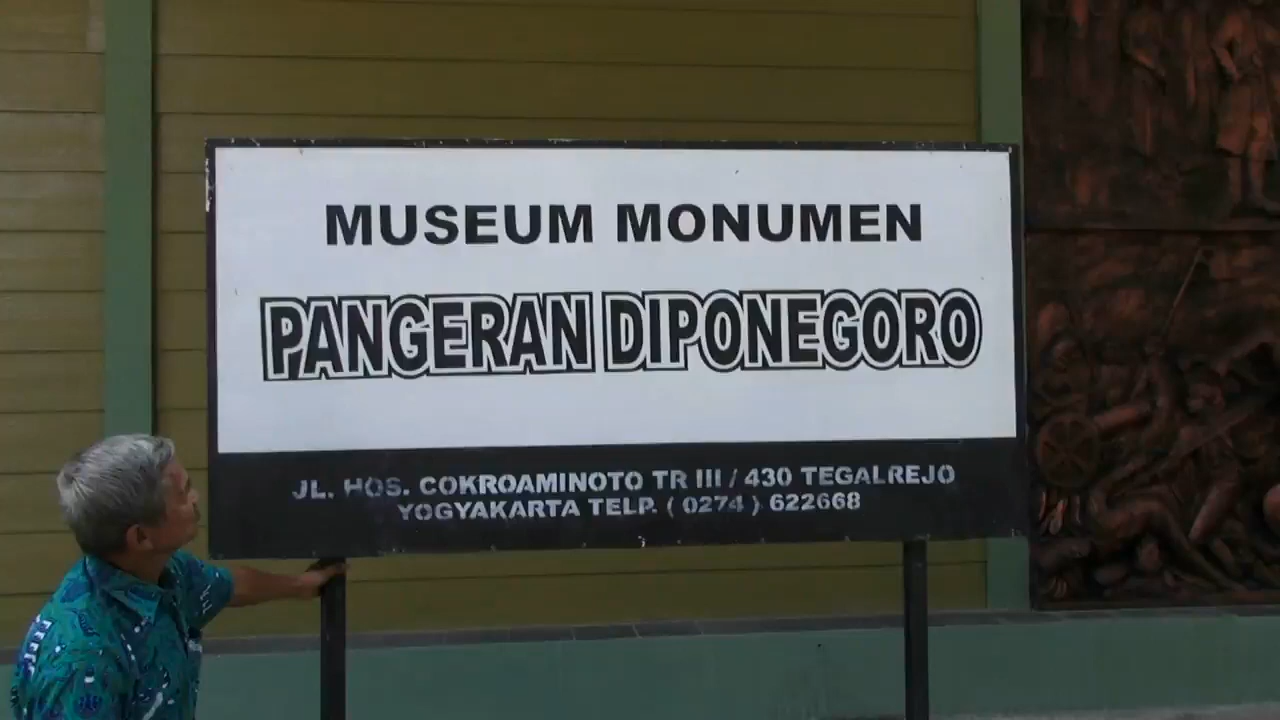 MUSEUM MONUMEN
PANGERAN DIPONEGORO
JL. HOS. COKROAMINOTO TR III / 430 TEGALREJO
YOGYAKARTA TELP. ( 0274 ) 622668